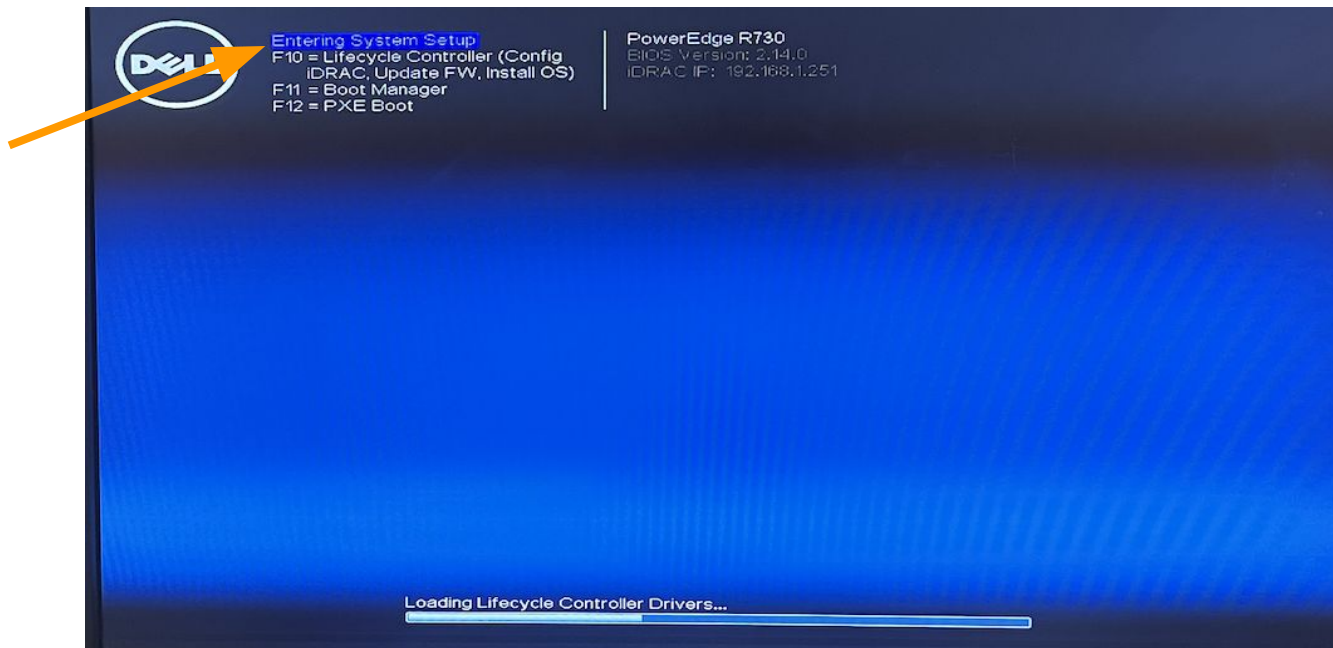 DELL
Entering System Setup
F10 = Lifecycle Controller (Config
iDRAC, Update FW, Install OS)
F11 = Boot Manager
F12 = PXE Boot
PowerEdge R730
BIOS Version: 2.14.0
iDRAC IP: 192.168.1.251
Loading Lifecycle Controller Drivers...